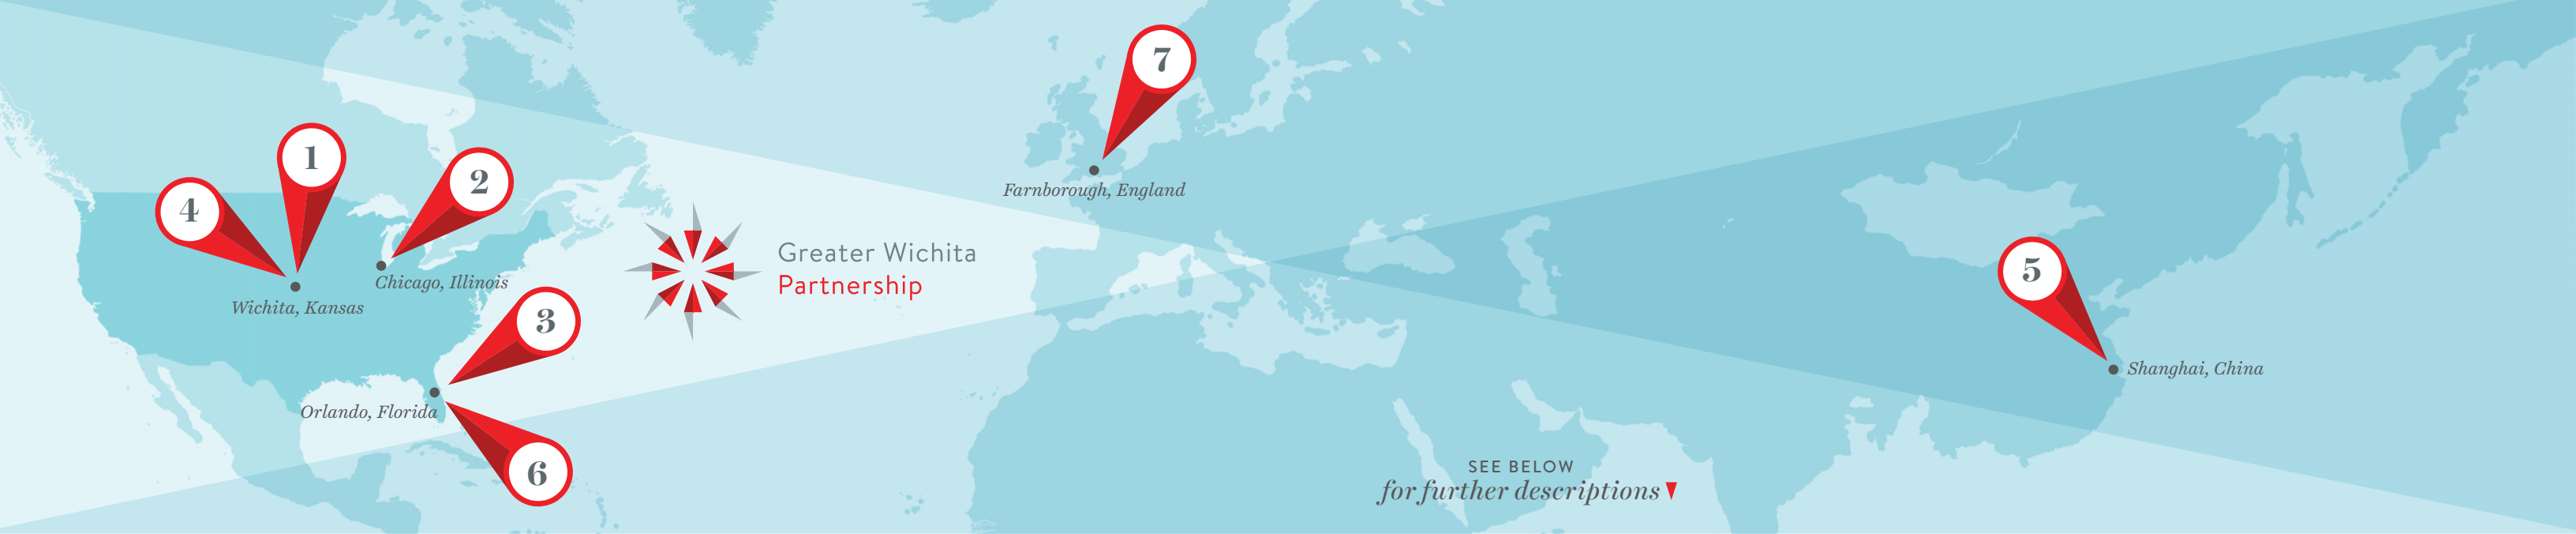 7
1
2
4
Farnborough, England
Greater Wichita
Partnership
5
Chicago, Illinois
Wichita, Kansas
3
Shanghai, China
Orlando, Florida
6
SEE BELOW
for further descriptions